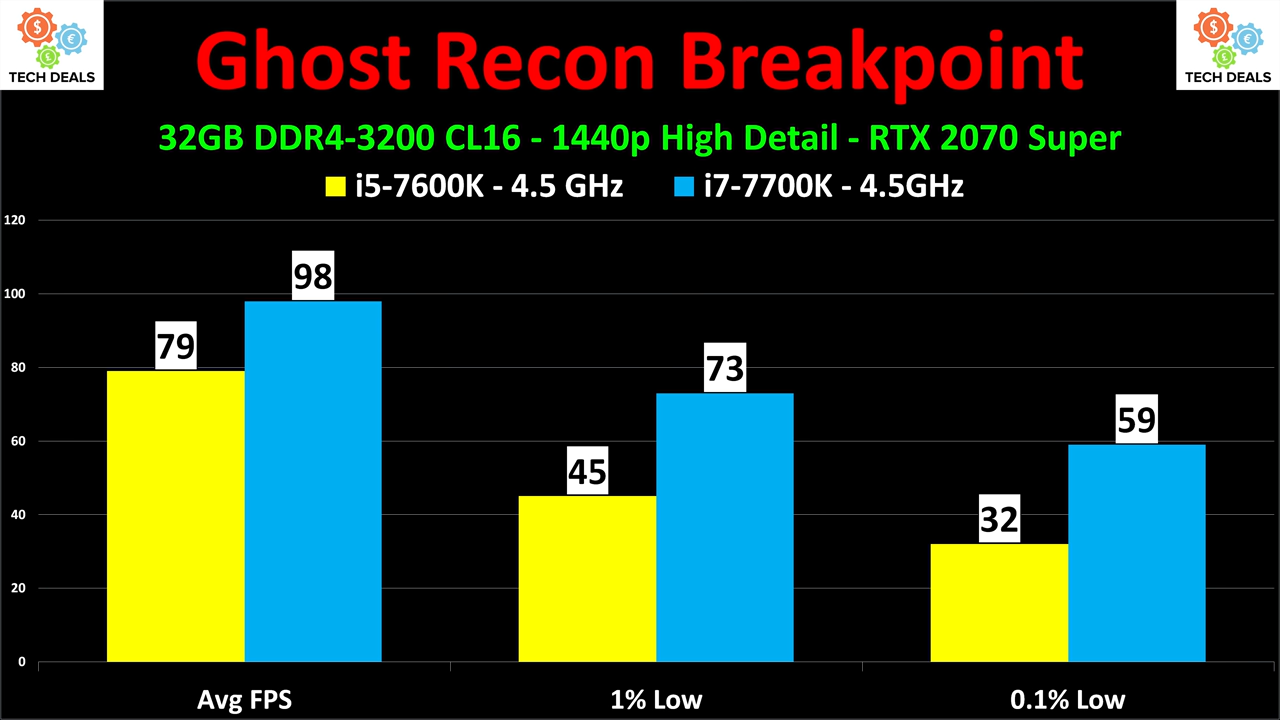 TECH DEALS
Ghost Recon Breakpoint
TECH DEALS
32GB DDR4-3200 CL16 - 1440p High Detail - RTX 2070 Super
i5-7600K - 4.5 GHz
i7-7700K - 4.5GHz
120
100
80
60
40
20
0
79
98
45
73
32
59
Avg FPS
1% Low
0.1% Low
$
€
€
$
€
€